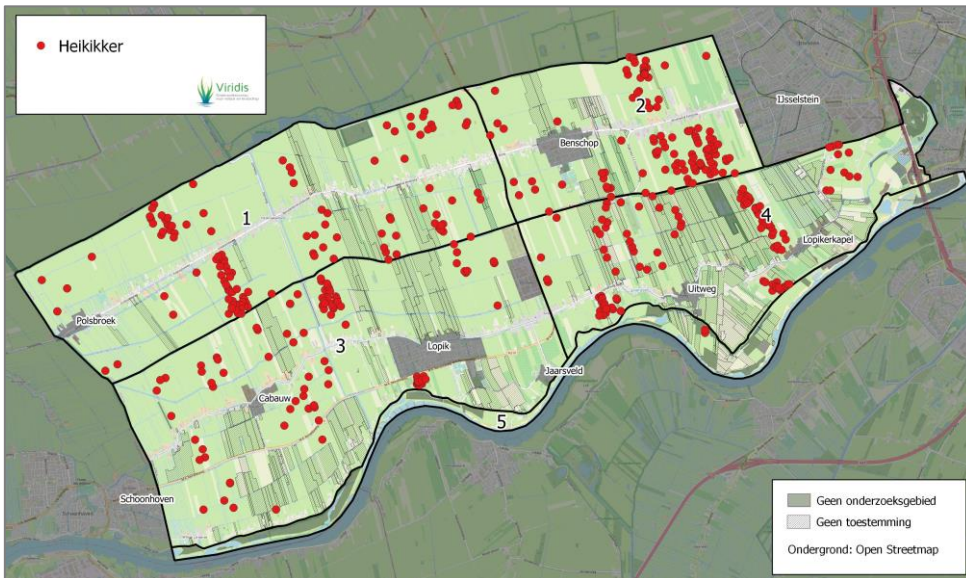 Heikikker
Viridis
IJsselstein
2
Benschop
1
4
Lopikerkapel
Uitweg
Polsbroek
3
Lopik
Jaarsveld
Cabauw
5
Schoonhoven
Geen onderzoeksgebied
Geen toestemming
Ondergrond: Open Streetmap